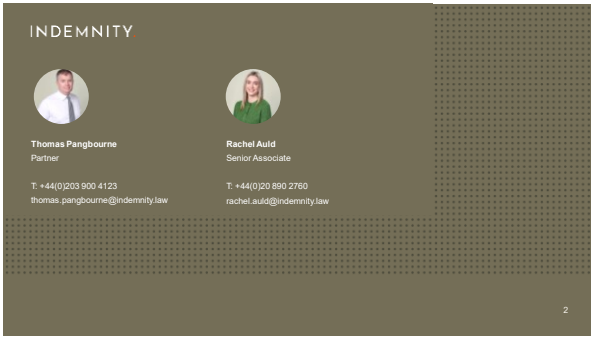 INDEMNITY.
Thomas Pangbourne
Partner
T: +44(0)203 900 4123
thomas.pangbourne@indemnity.law
Rachel Auld
Senior Associate
T: +44(0)20 890 2760
rachel.auld@indemnity.law
2